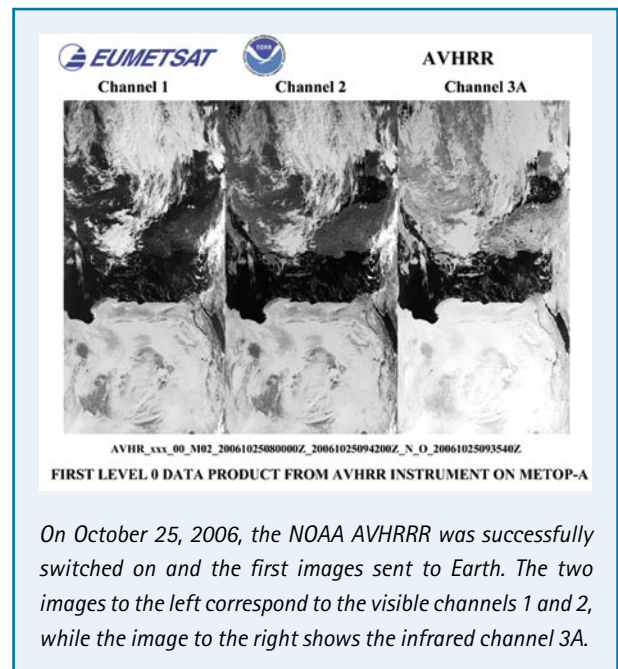 EUMETSAT
NOAA
AVHRR
Channel 1
Channel 2
Channel 3A
AVHR_xxx_00_M02_20061025080000Z_20061025094200Z_N_O_20061025093540Z
FIRST LEVEL 0 DATA PRODUCT FROM AVHRR INSTRUMENT ON METOP-A
On October 25, 2006, the NOAA AVHRRR was successfully
switched on and the first images sent to Earth. The two
images to the left correspond to the visible channels 1 and 2,
while the image to the right shows the infrared channel 3A.